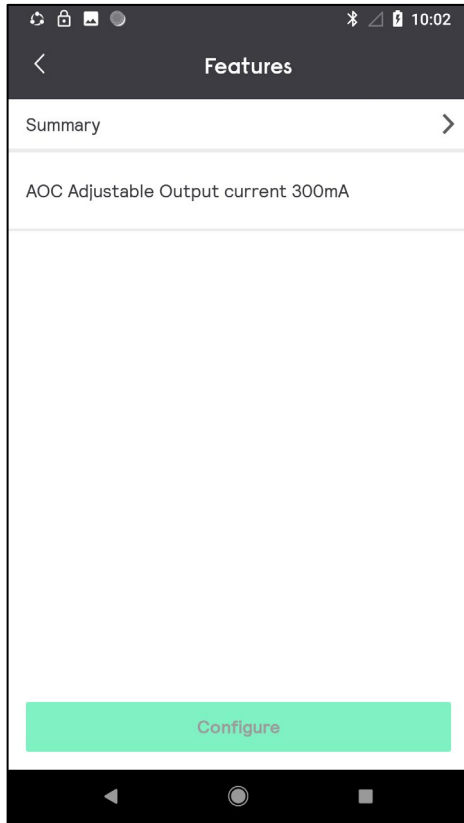 10:02
Features
Summary
AOC Adjustable Output current 300mA
Configure